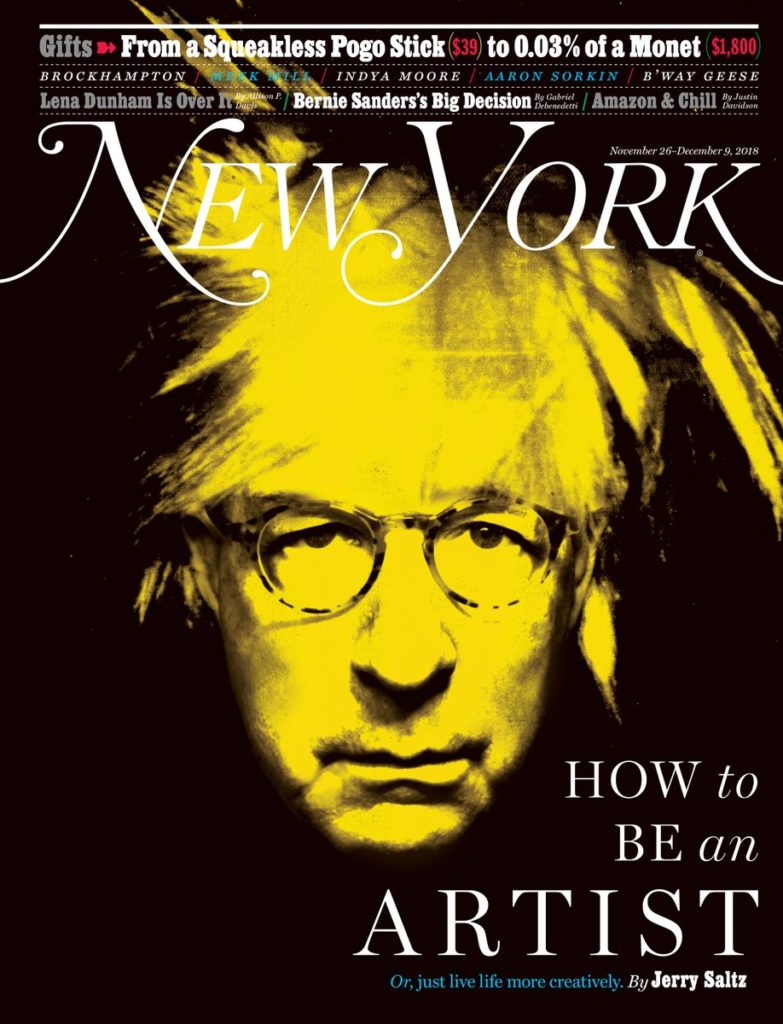 Gifts From a Squeakless Pogo Stick ($39) to 0.03% of a Monet ($1,800)
BROCKHAMPTON / MEEK MILL / INDYA MOORE / AARON SORKIN / B'WAY GEESE
Lena Dunham Is Over It By Allison P. Davis / Bernie Sanders's Big Decision By Gabriel Debenedetti / Amazon & Chill By Justin Davidson
November 26–December 9, 2018
NEW YORK®
HOW to
BE an
ARTIST
Or, just live life more creatively. By Jerry Saltz